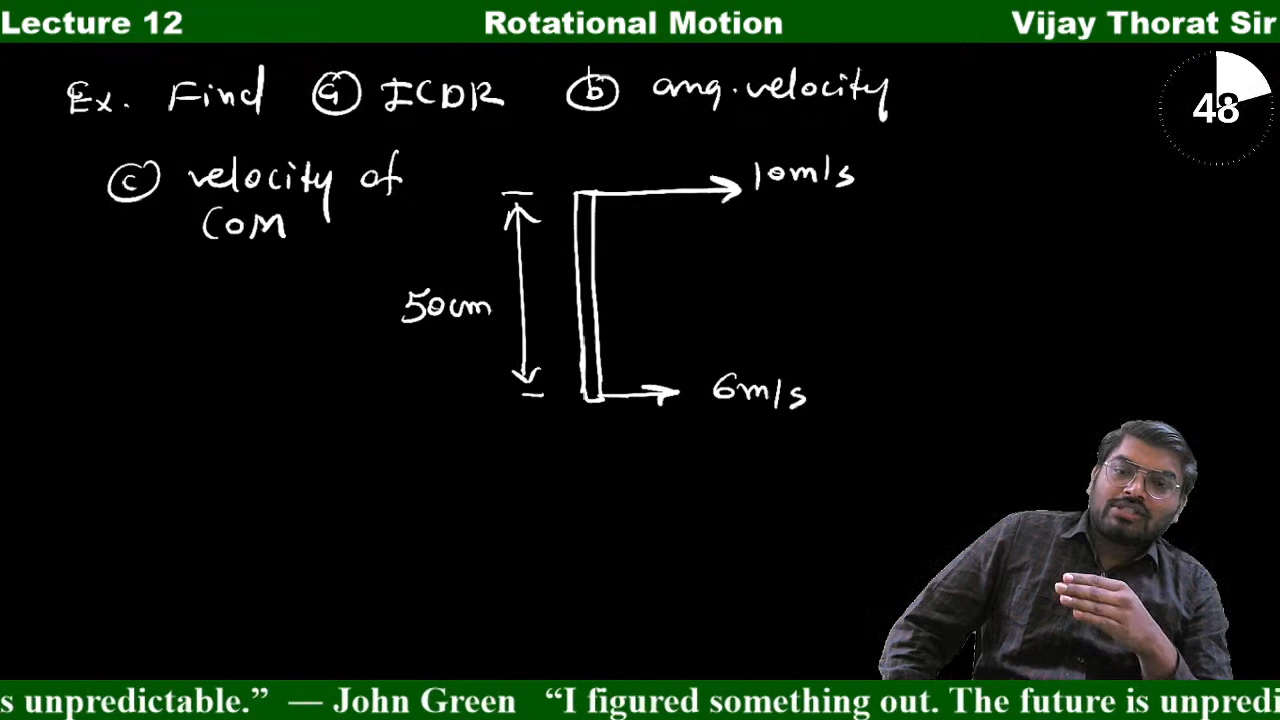 Lecture 12 Rotational Motion Vijay Thorat Sir
48
Ex. Find (a) ICOR (b) ang. velocity
(c) velocity of
COM
10m/s
50cm
6m/s
s unpredictable.” — John Green “I figured something out. The future is unpredi